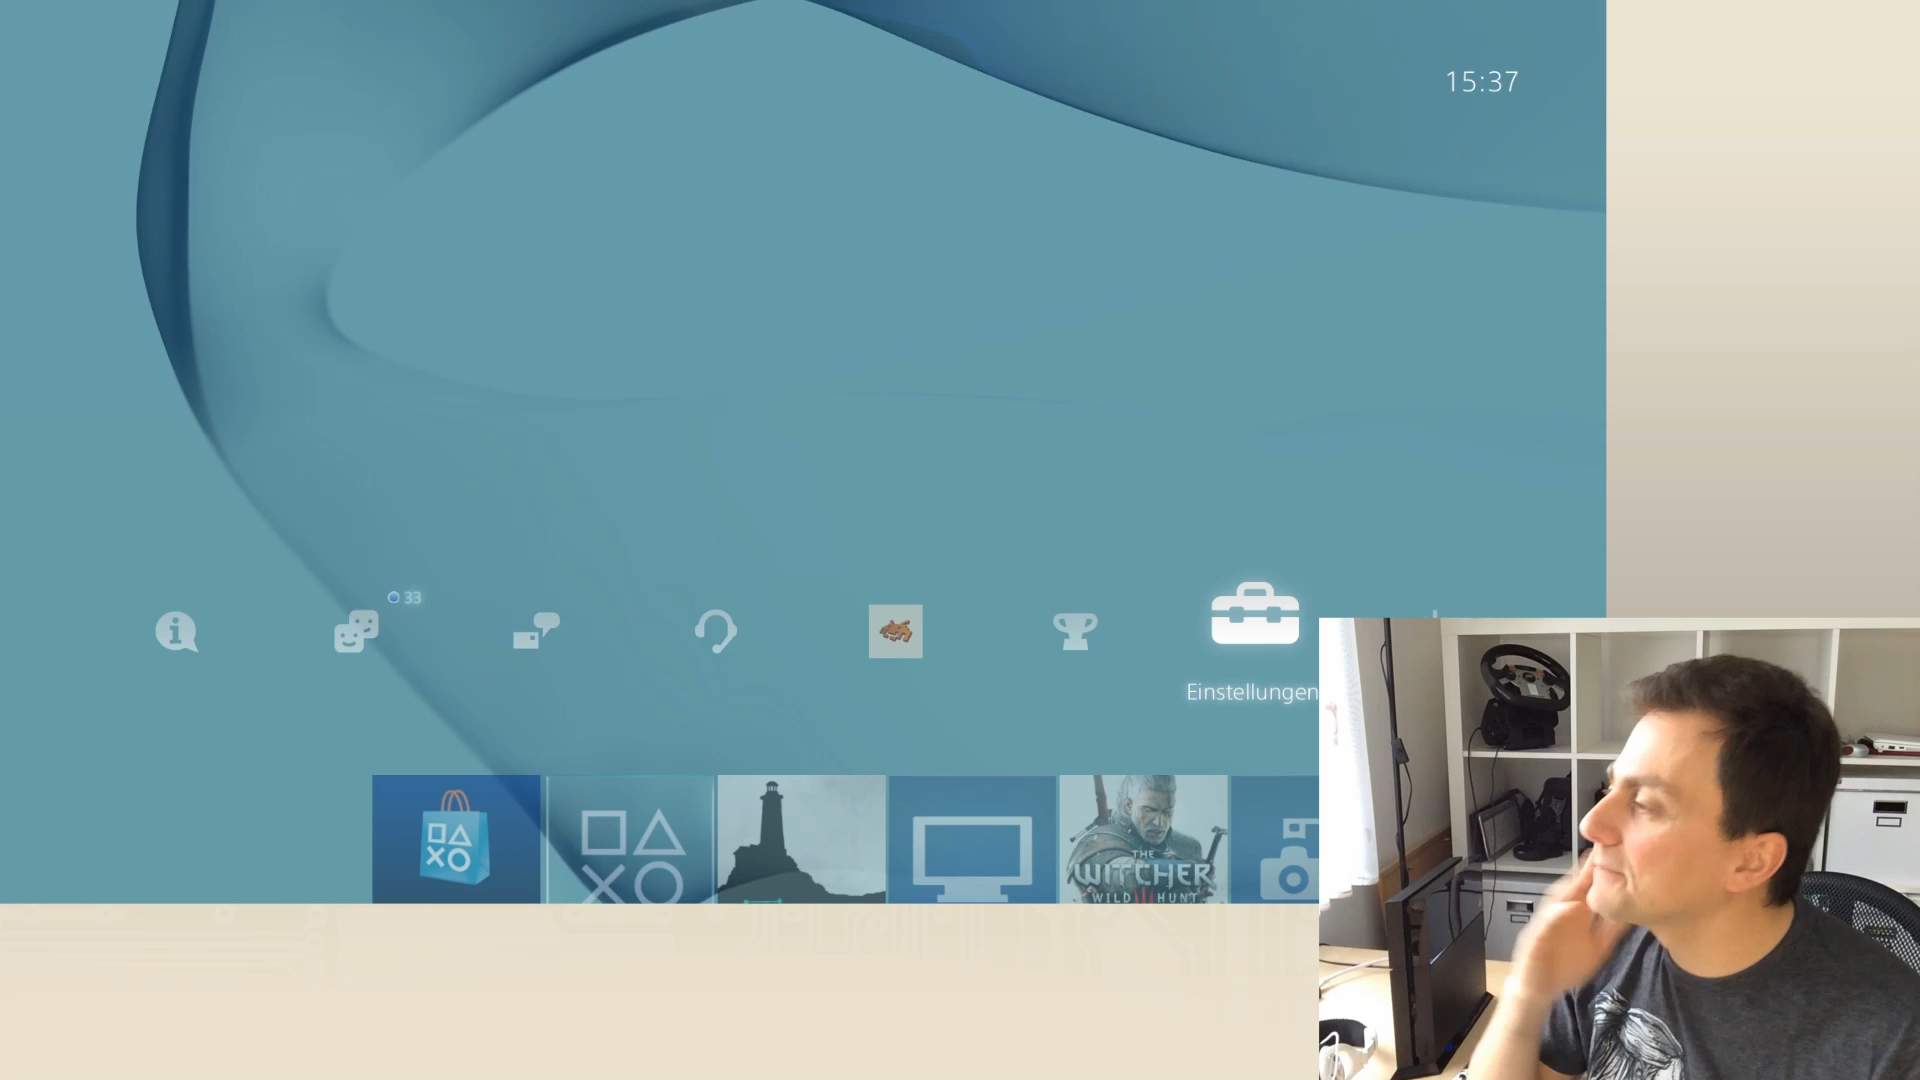 15:37
33
Einstellungen
THE
WITCHER
WILD HUNT